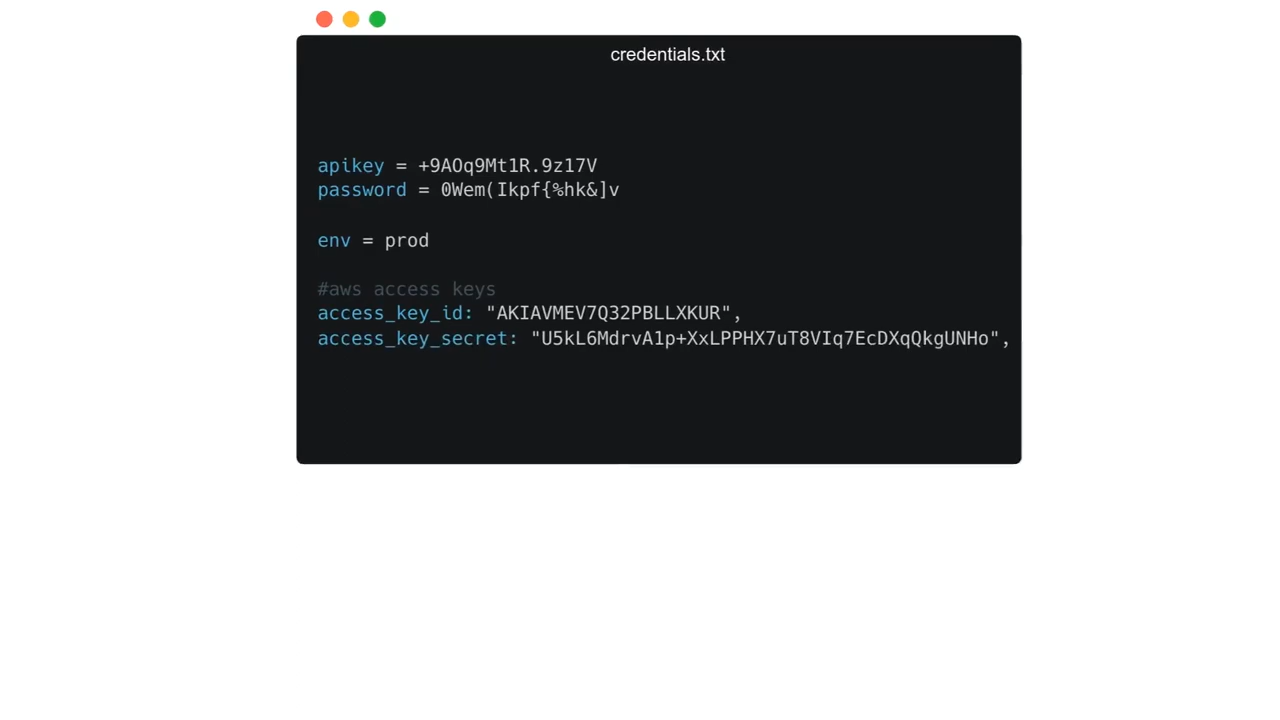 credentials.txt
apikey = +9AOq9Mt1R.9z17V
password = 0Wem(Ikpf{%hk&]v
env = prod
#aws access keys
access_key_id: "AKIAVMEV7Q32PBLLXKUR",
access_key_secret: "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",